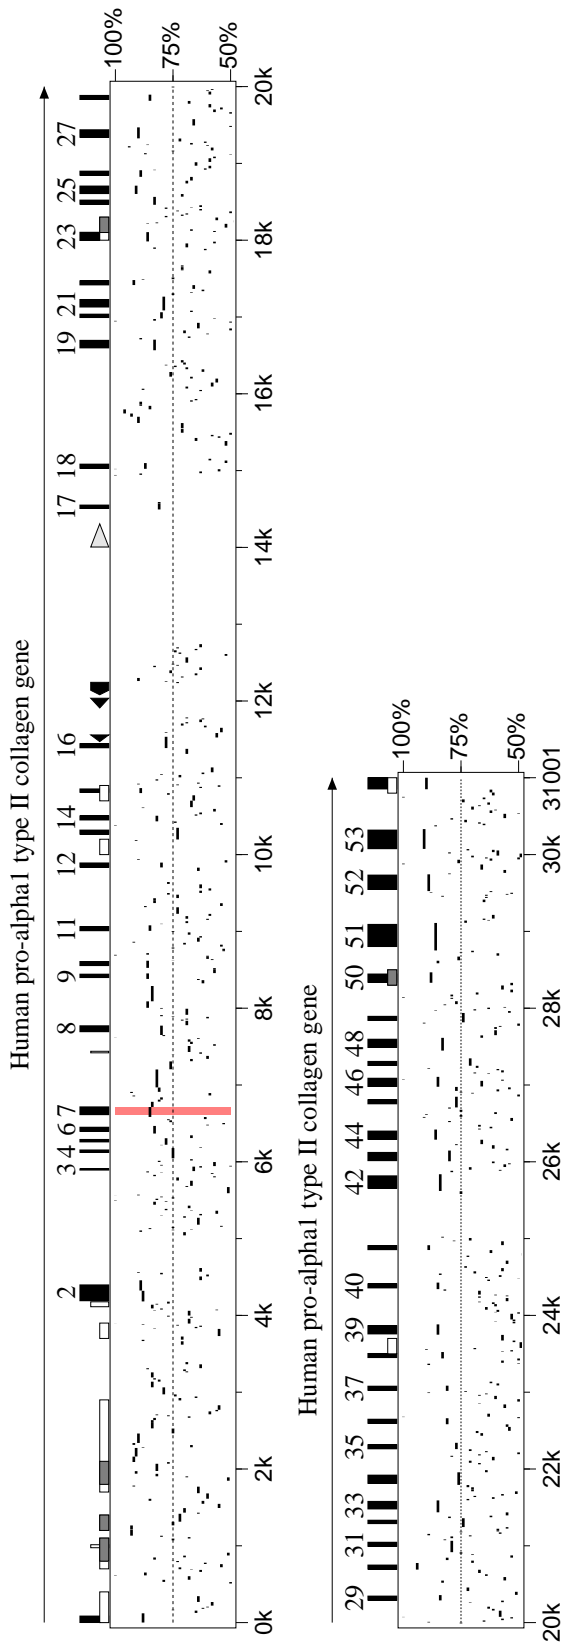 Human pro-alpha1 type II collagen gene
2 3 4 6 7 8 9 11 12 14 16 17 18 19 21 23 25 27
100%
75%
50%
0k 2k 4k 6k 8k 10k 12k 14k 16k 18k 20k
Human pro-alpha1 type II collagen gene
29 31 33 35 37 39 40 42 44 46 48 50 51 52 53
100%
75%
50%
20k 22k 24k 26k 28k 30k 31001